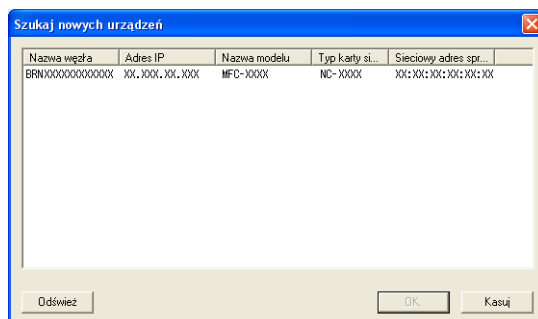 Szukaj nowych urządzeń
Nazwa węzła Adres IP Nazwa modelu Typ karty si... Sieciowy adres spr...
BRNXXXXXXXXXXXX XX.XXX.XX.XXX MFC-XXXX NC-XXXX XX:XX:XX:XX:XX:XX
Odśwież OK. Kasuj